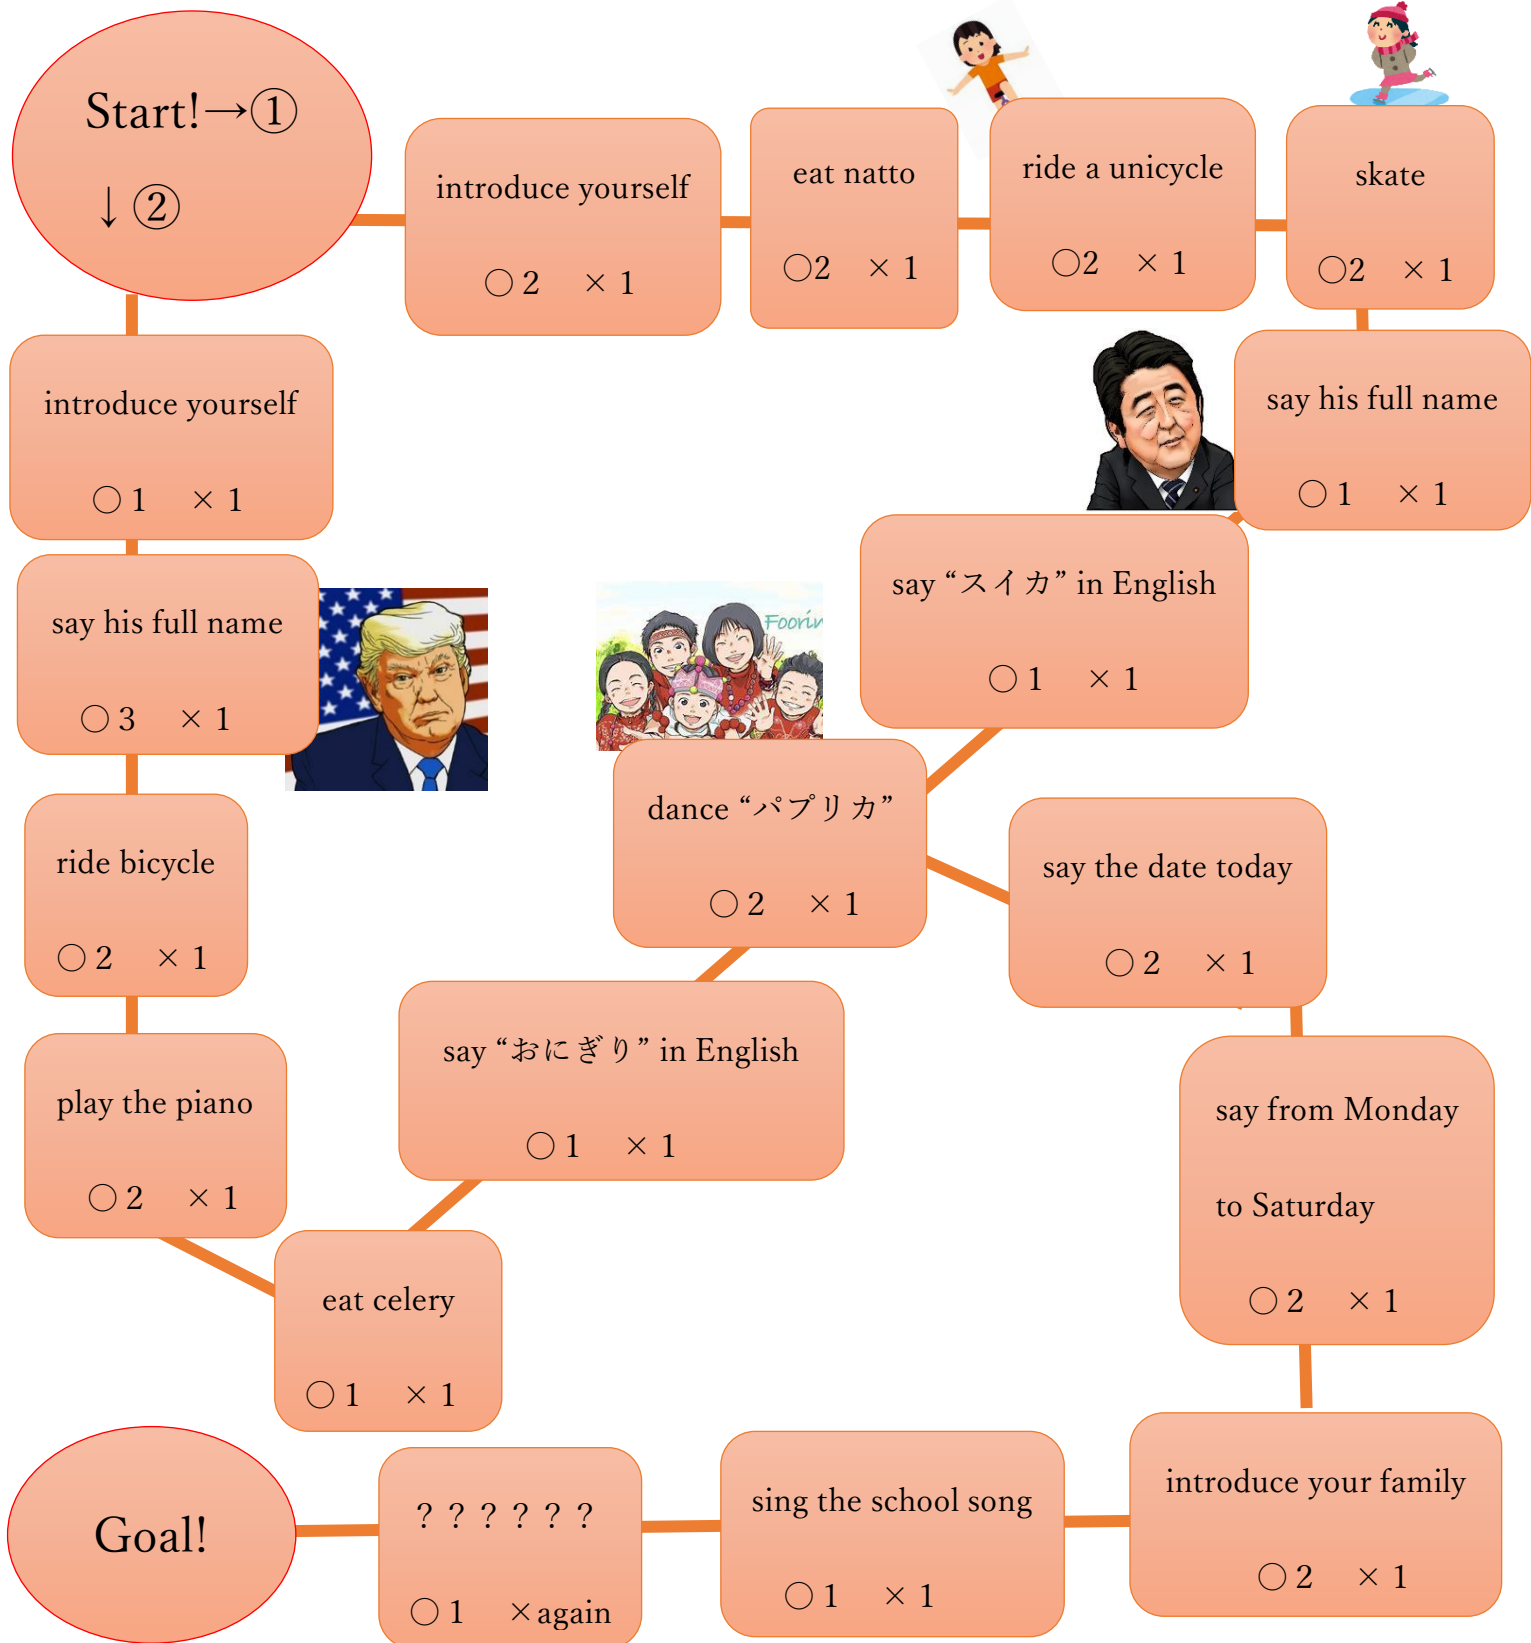 Start!→①
↓②
introduce yourself
○2 ×1
eat natto
○2 ×1
ride a unicycle
○2 ×1
skate
○2 ×1
say his full name
○1 ×1
say “スイカ” in English
○1 ×1
introduce yourself
○1 ×1
say his full name
○3 ×1
ride bicycle
○2 ×1
play the piano
○2 ×1
eat celery
○1 ×1
say “おにぎり” in English
○1 ×1
Foorin
dance “パプリカ”
○2 ×1
say the date today
○2 ×1
say from Monday
to Saturday
○2 ×1
introduce your family
○2 ×1
sing the school song
○1 ×1
??????
○1 ×again
Goal!